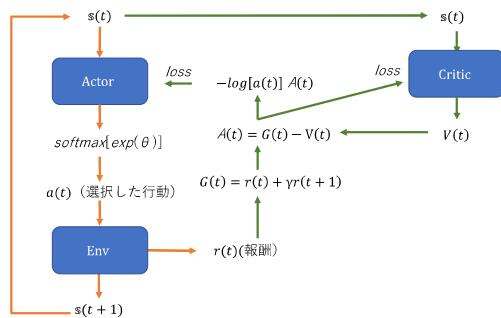 𝕤(t)
𝕤(t)
Actor
loss
−log[a(t)] A(t)
loss
Critic
softmax[exp(θ)]
A(t) = G(t) − V(t)
V(t)
a(t)（選択した行動）
G(t) = r(t) + γr(t + 1)
Env
r(t)(報酬)
𝕤(t + 1)